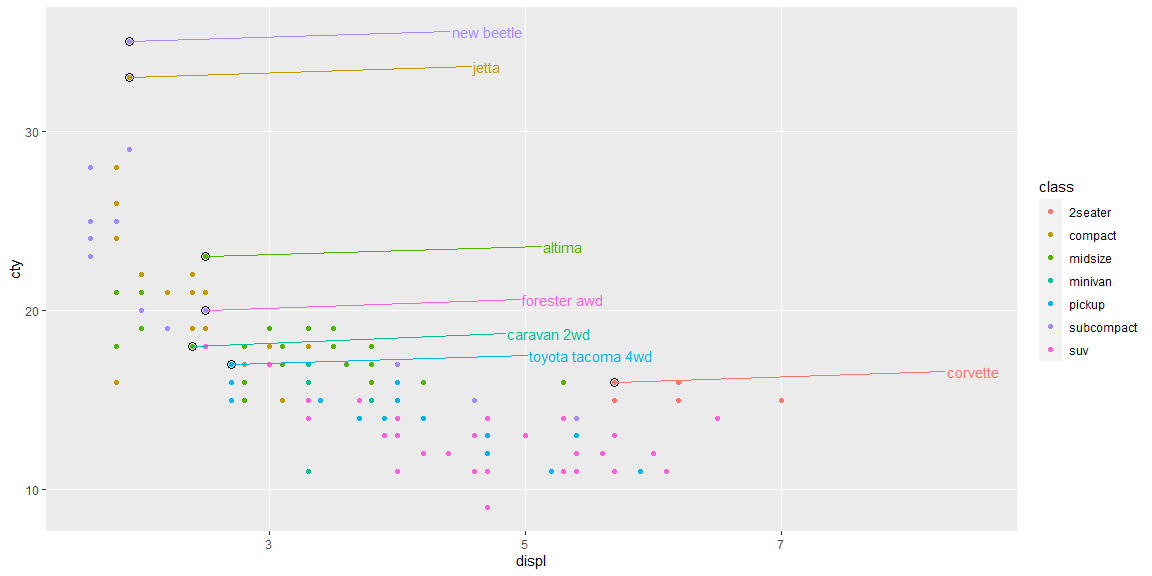 new beetle
jetta
altima
forester awd
caravan 2wd
toyota tacoma 4wd
corvette
30
20
10
cty
3
5
7
displ
class
2seater
compact
midsize
minivan
pickup
subcompact
suv